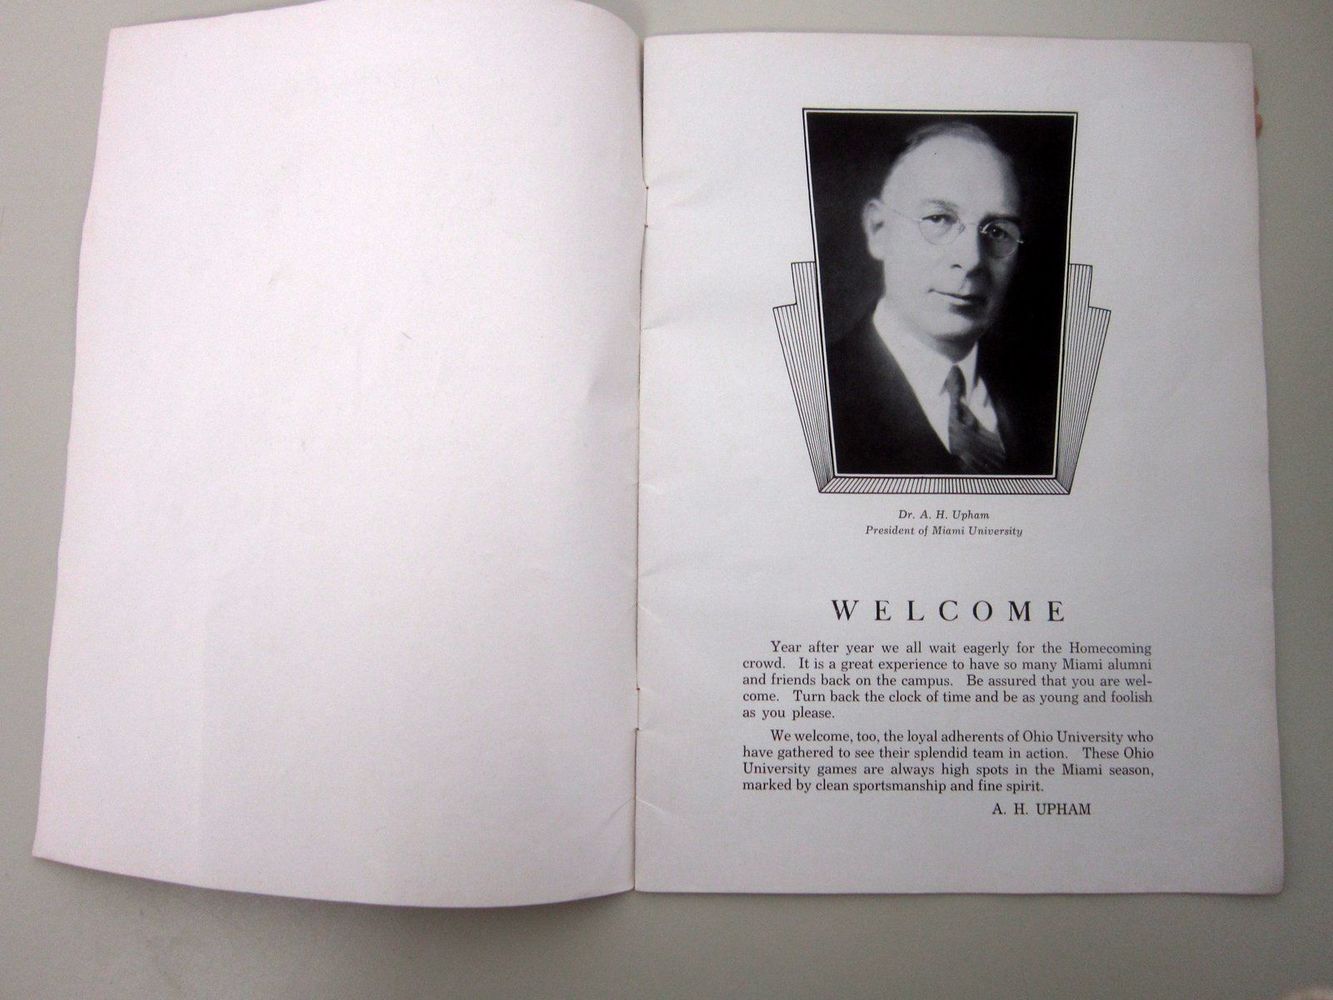 Dr. A. H. Upham
President of Miami University
WELCOME
Year after year we all wait eagerly for the Homecoming
crowd. It is a great experience to have so many Miami alumni
and friends back on the campus. Be assured that you are wel-
come. Turn back the clock of time and be as young and foolish
as you please.
We welcome, too, the loyal adherents of Ohio University who
have gathered to see their splendid team in action. These Ohio
University games are always high spots in the Miami season,
marked by clean sportsmanship and fine spirit.
A. H. UPHAM